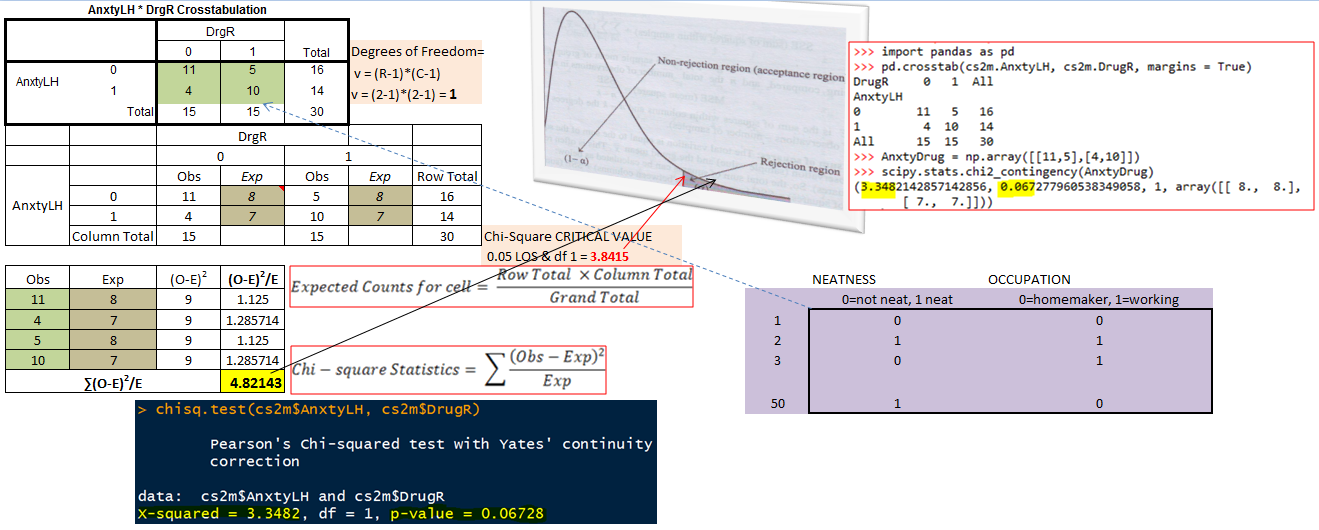 AnxtyLH * DrgR Crosstabulation
DrgR
0 1 Total
AnxtyLH 0 11 5 16
1 4 10 14
Total 15 15 30
Degrees of Freedom=
v = (R-1)*(C-1)
v = (2-1)*(2-1) = 1
DrgR
0 1
Obs Exp Obs Exp Row Total
AnxtyLH 0 11 8 5 8 16
1 4 7 10 7 14
Column Total 15 15 30
Non-rejection region (acceptance region
(1- α)
Rejection region
Chi-Square CRITICAL VALUE
0.05 LOS & df 1 = 3.8415
>>> import pandas as pd
>>> pd.crosstab(cs2m.AnxtyLH, cs2m.DrugR, margins = True)
DrugR 0 1 All
AnxtyLH
0 11 5 16
1 4 10 14
All 15 15 30
>>> AnxtyDrug = np.array([[11,5],[4,10]])
>>> scipy.stats.chi2_contingency(AnxtyDrug)
(3.3482142857142856, 0.067277960538349058, 1, array([[ 8., 8.],
[ 7., 7.]]))
Obs Exp (O-E)² (O-E)²/E
11 8 9 1.125
4 7 9 1.285714
5 8 9 1.125
10 7 9 1.285714
∑(O-E)²/E 4.82143
Expected Counts for cell = Row Total × Column Total
Grand Total
Chi − square Statistics = ∑ (Obs − Exp)²
Exp
NEATNESS OCCUPATION
0=not neat, 1 neat 0=homemaker, 1=working
1 0 0
2 1 1
3 0 1
50 1 0
> chisq.test(cs2m$AnxtyLH, cs2m$DrugR)
Pearson's Chi-squared test with Yates' continuity
correction
data: cs2m$AnxtyLH and cs2m$DrugR
X-squared = 3.3482, df = 1, p-value = 0.06728